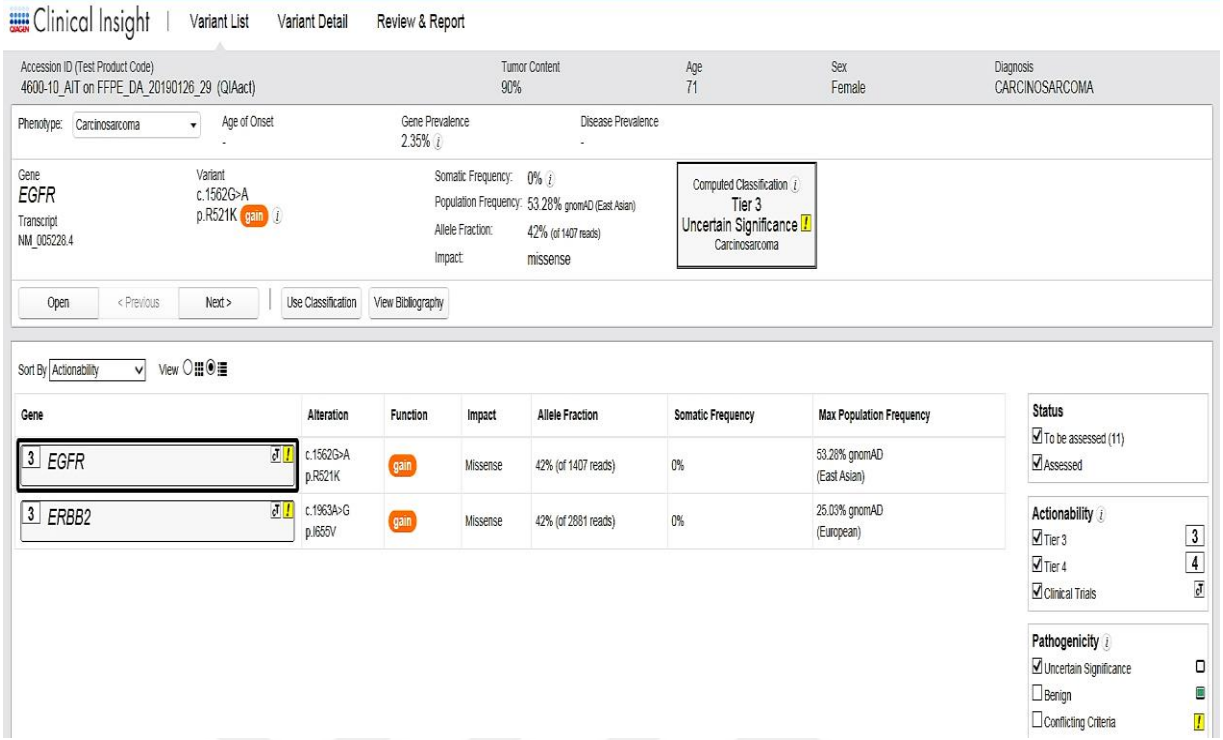 QIAGEN Clinical Insight | Variant List Variant Detail Review & Report
Accession ID (Test Product Code) Tumor Content Age Sex Diagnosis
4600-10_AIT on FFPE_DA_20190126_29 (QIAact) 90% 71 Female CARCINOSARCOMA
Phenotype: Carcinosarcoma Age of Onset Gene Prevalence Disease Prevalence
- 2.35% i -
Gene Variant Somatic Frequency: 0% i
EGFR c.1562G>A Population Frequency: 53.28% gnomAD (East Asian)
Transcript p.R521K gain i Allele Fraction: 42% (of 1407 reads)
NM_005228.4 Impact: missense
Computed Classification i
Tier 3
Uncertain Significance !
Carcinosarcoma
Open < Previous Next > | Use Classification View Bibliography
Sort By Actionability View
Gene Alteration Function Impact Allele Fraction Somatic Frequency Max Population Frequency
3 EGFR ! c.1562G>A p.R521K gain Missense 42% (of 1407 reads) 0% 53.28% gnomAD (East Asian)
3 ERBB2 ! c.1963A>G p.I655V gain Missense 42% (of 2881 reads) 0% 25.03% gnomAD (European)
Status
To be assessed (11)
Assessed
Actionability i
Tier 3 3
Tier 4 4
Clinical Trials
Pathogenicity i
Uncertain Significance
Benign
Conflicting Criteria !